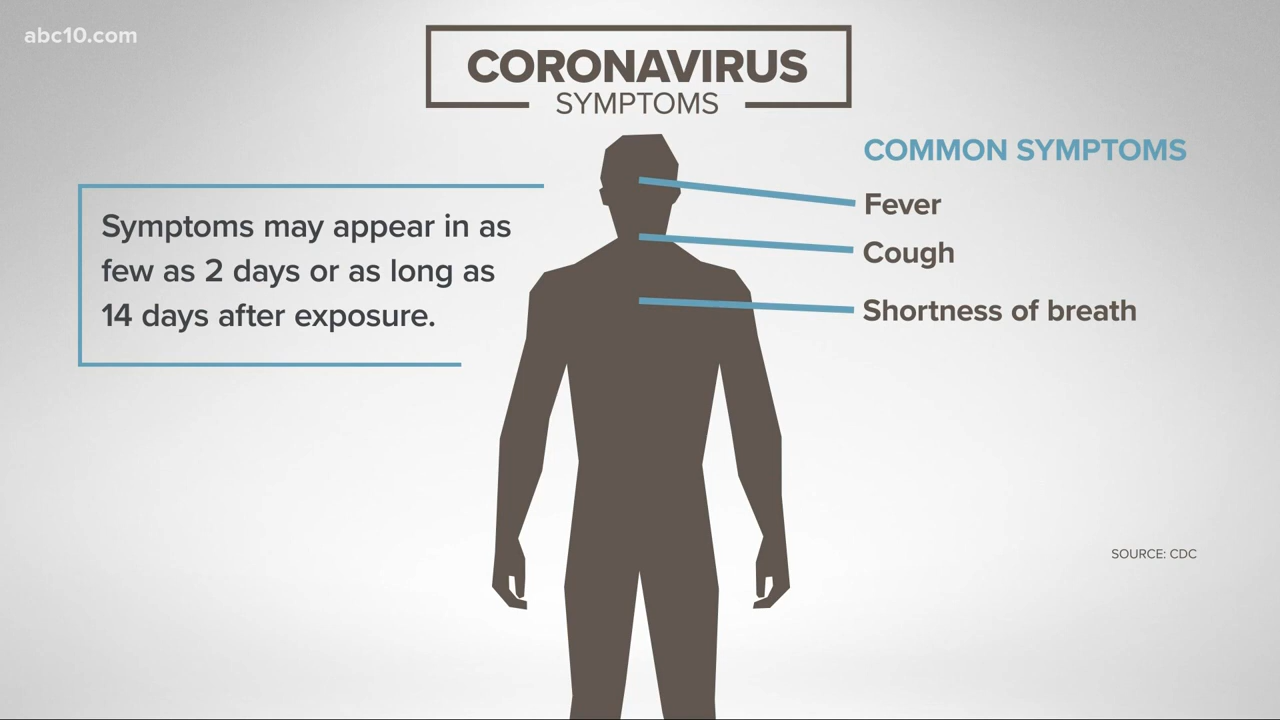 abc10.com
CORONAVIRUS
SYMPTOMS
Symptoms may appear in as
few as 2 days or as long as
14 days after exposure.
COMMON SYMPTOMS
Fever
Cough
Shortness of breath
SOURCE: CDC